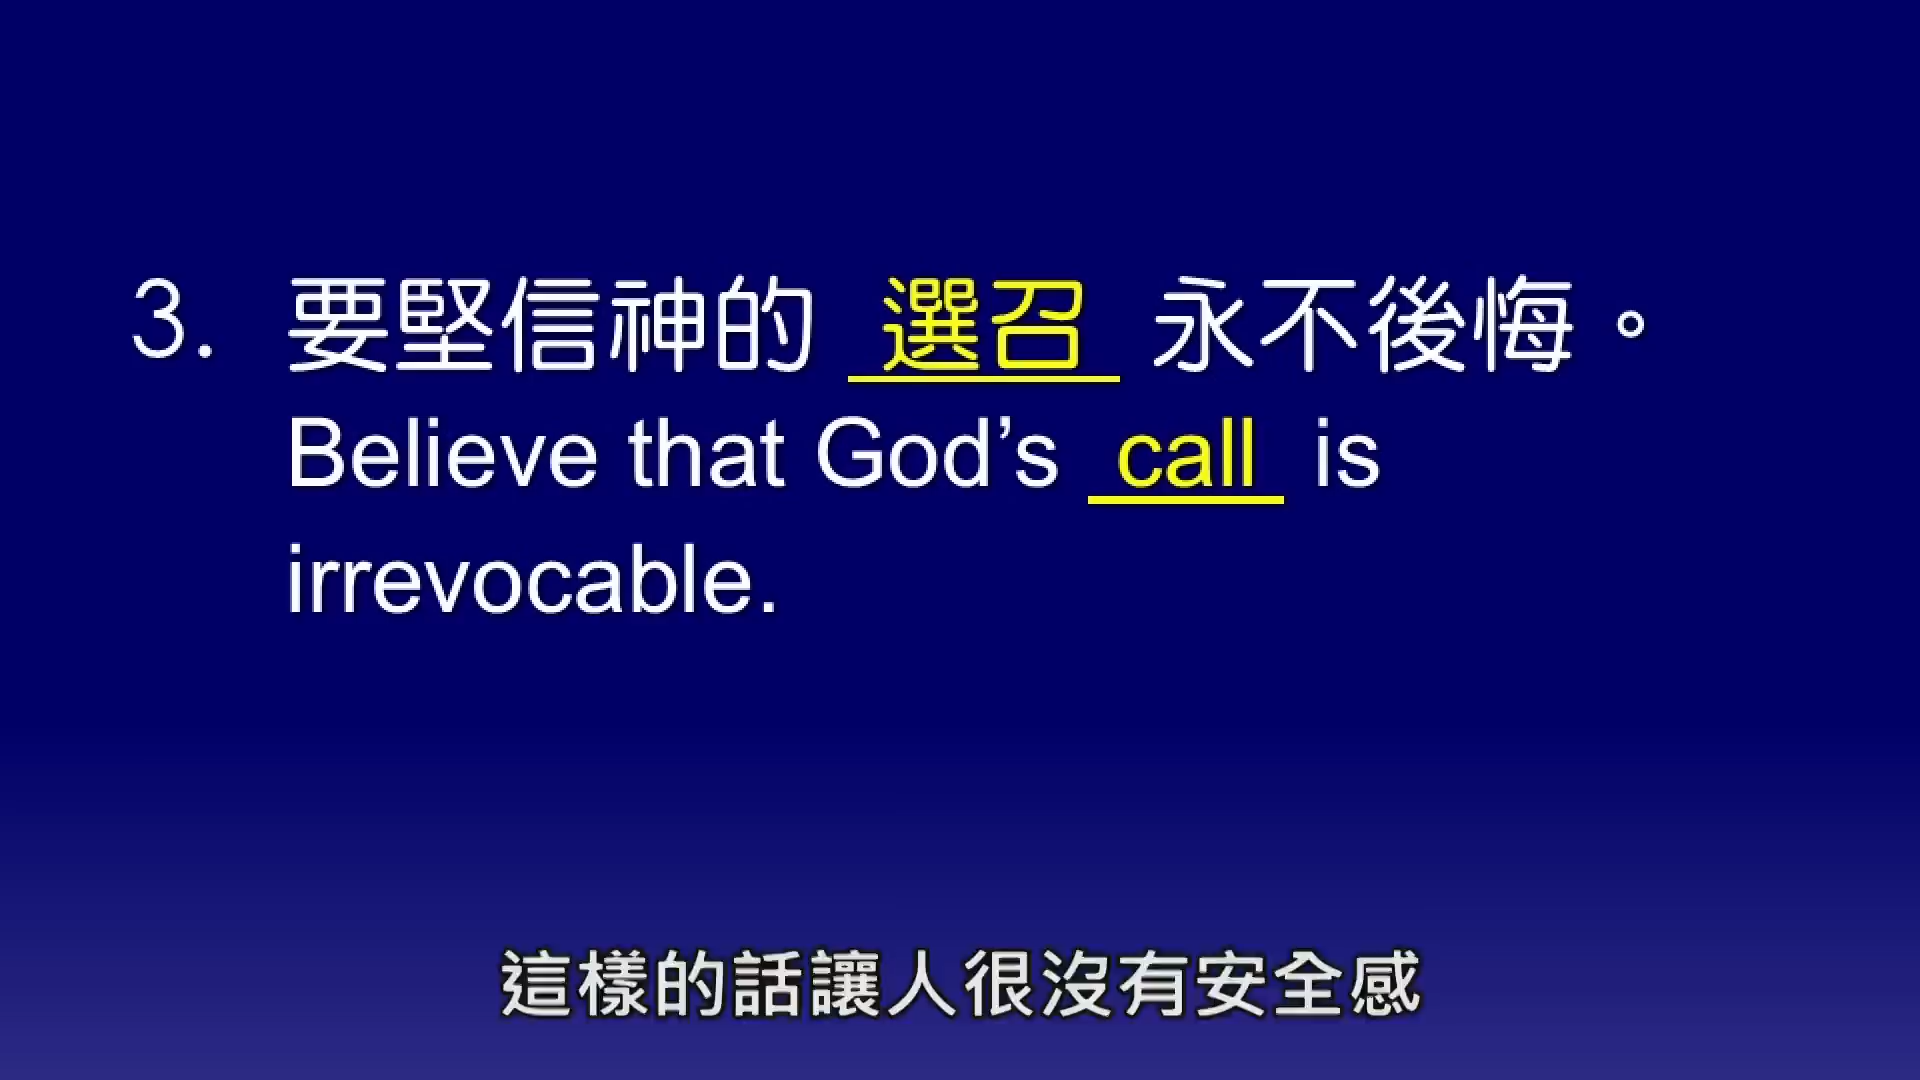 3. 要堅信神的 選召 永不後悔。
Believe that God’s call is
irrevocable.
這樣的話讓人很沒有安全感